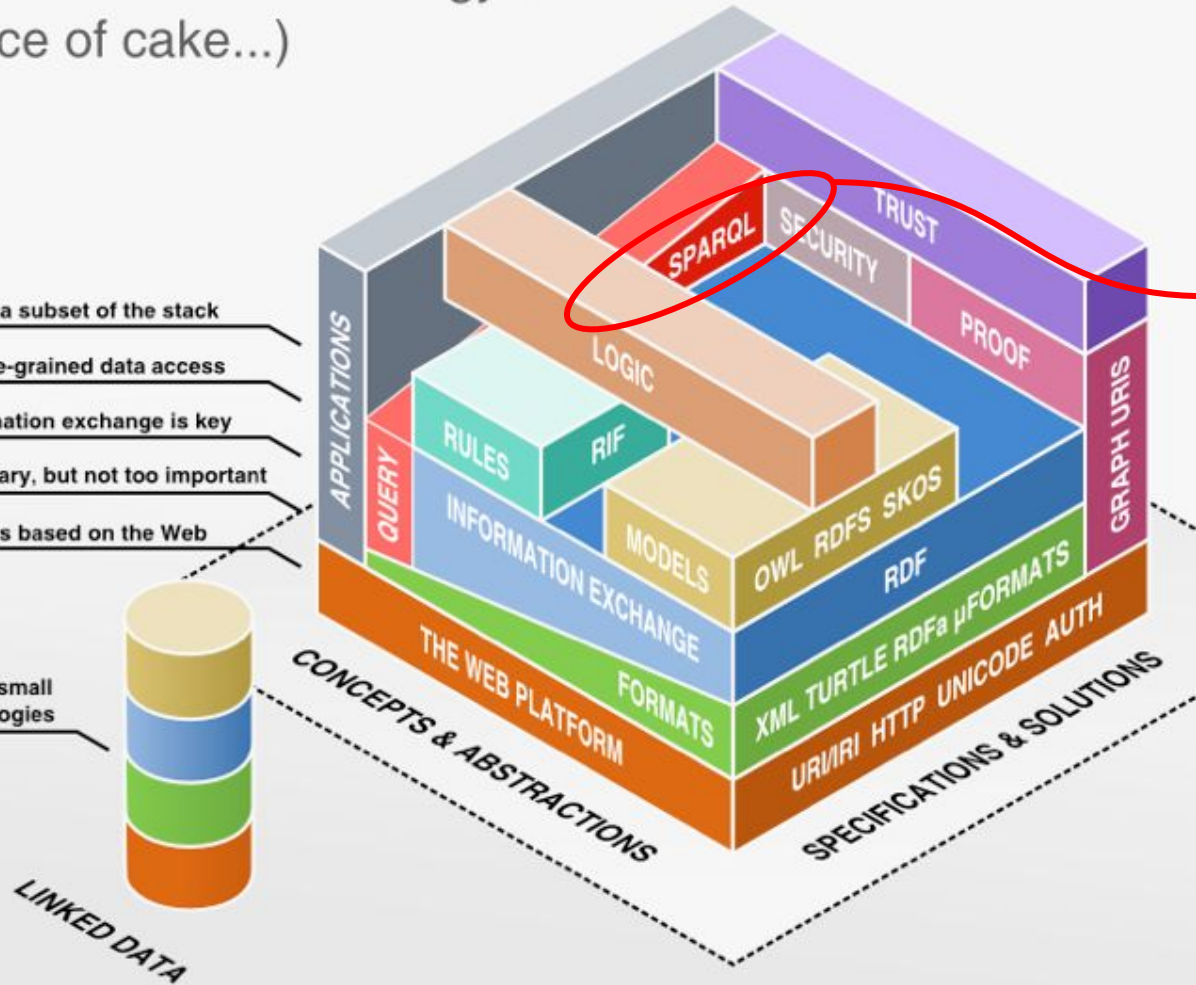 ce of cake...)
a subset of the stack
e-grained data access
nation exchange is key
ary, but not too important
s based on the Web
small
ogies
LINKED DATA
APPLICATIONS
QUERY
RULES
RIF
LOGIC
SPARQL
SECURITY
TRUST
PROOF
GRAPH URIS
INFORMATION EXCHANGE
MODELS
OWL RDFS SKOS
RDF
FORMATS
XML TURTLE RDFa µFORMATS
THE WEB PLATFORM
URI/IRI HTTP UNICODE AUTH
CONCEPTS & ABSTRACTIONS
SPECIFICATIONS & SOLUTIONS